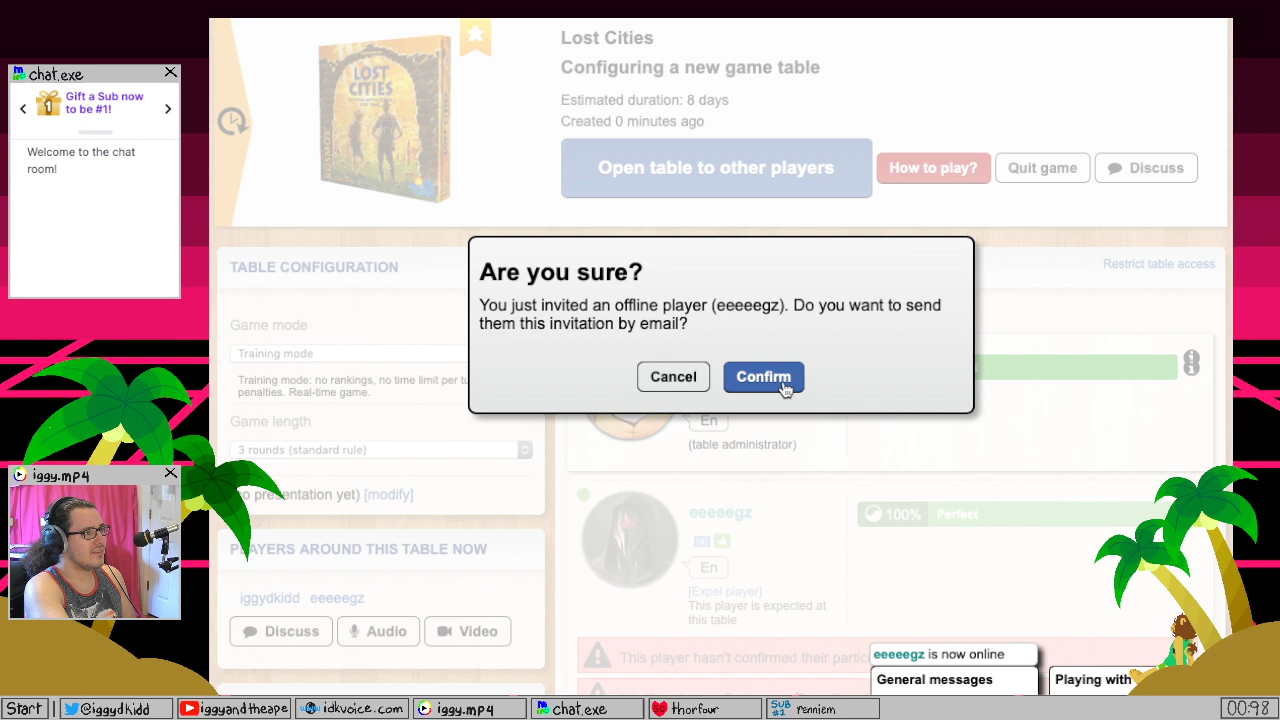 chat.exe
Gift a Sub now
to be #1!
1
Welcome to the chat
room!
LOST
CITIES
KOSMOS
Lost Cities
Configuring a new game table
Estimated duration: 8 days
Created 0 minutes ago
Open table to other players
How to play?
Quit game
Discuss
TABLE CONFIGURATION
Restrict table access
Game mode
Training mode
Training mode: no rankings, no time limit per tu
penalties. Real-time game.
Game length
3 rounds (standard rule)
o presentation yet) [modify]
Are you sure?
You just invited an offline player (eeeeegz). Do you want to send
them this invitation by email?
Cancel
Confirm
En
(table administrator)
eeeeegz
100%
Perfect
En
[Expel player]
This player is expected at
this table
This player hasn't confirmed their partic
iggy.mp4
PLAYERS AROUND THIS TABLE NOW
iggydkidd
eeeeegz
Discuss
Audio
Video
eeeeegz is now online
General messages
Playing with
Start
@iggydkidd
iggyandtheape
www
idkvoice.com
iggy.mp4
chat.exe
thorfour
SUB
#1
renniem
00:98